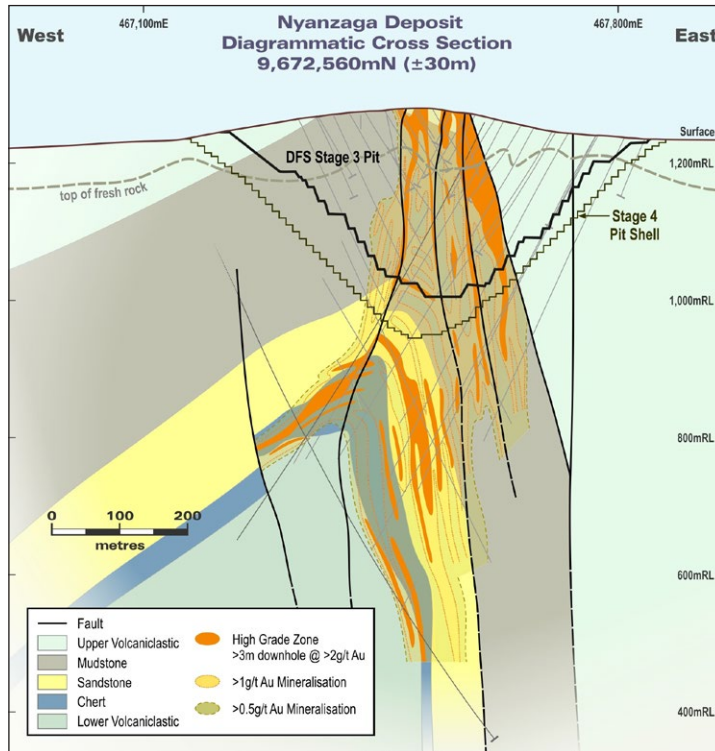 Nyanzaga Deposit
Diagrammatic Cross Section
9,672,560mN (±30m)
467,100mE
467,800mE
West
East
Surface
DFS Stage 3 Pit
1,200mRL
top of fresh rock
Stage 4
Pit Shell
1,000mRL
800mRL
0 100 200
metres
600mRL
Fault
Upper Volcaniclastic
Mudstone
Sandstone
Chert
Lower Volcaniclastic
High Grade Zone
>3m downhole @ >2g/t Au
>1g/t Au Mineralisation
>0.5g/t Au Mineralisation
400mRL